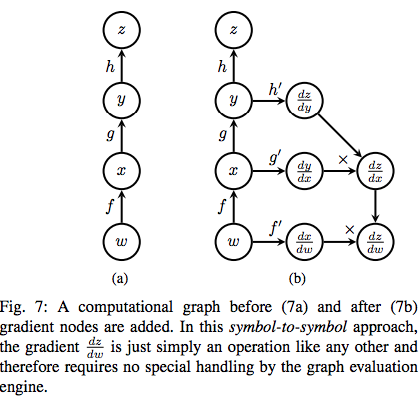 z
z
h
h
h′
y
y
dz/dy
g
g
g′
×
x
x
dy/dx
dz/dx
f
f
f′
×
w
w
dx/dw
dz/dw
(a)
(b)
Fig. 7: A computational graph before (7a) and after (7b)
gradient nodes are added. In this symbol-to-symbol approach,
the gradient dz/dw is just simply an operation like any other and
therefore requires no special handling by the graph evaluation
engine.